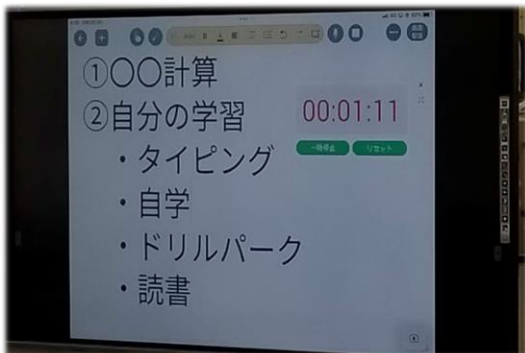 ①〇〇計算
②自分の学習
00:01:11
一時停止 リセット
・タイピング
・自学
・ドリルパーク
・読書